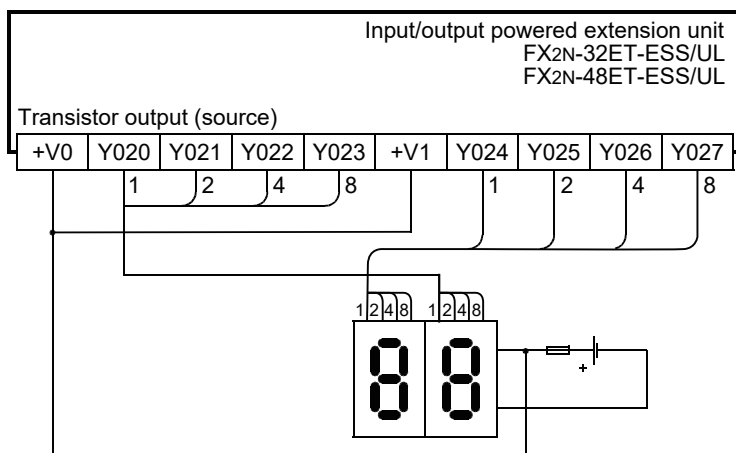 Input/output powered extension unit
FX2N-32ET-ESS/UL
FX2N-48ET-ESS/UL
Transistor output (source)
+V0 Y020 Y021 Y022 Y023 +V1 Y024 Y025 Y026 Y027
1 2 4 8 1 2 4 8
1 2 4 8 1 2 4 8
8 8
+